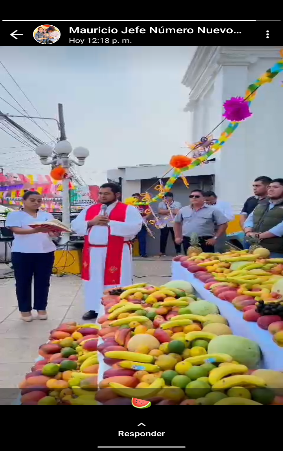 Mauricio Jefe Número Nuevo...
Hoy 12:18 p. m.
Responder